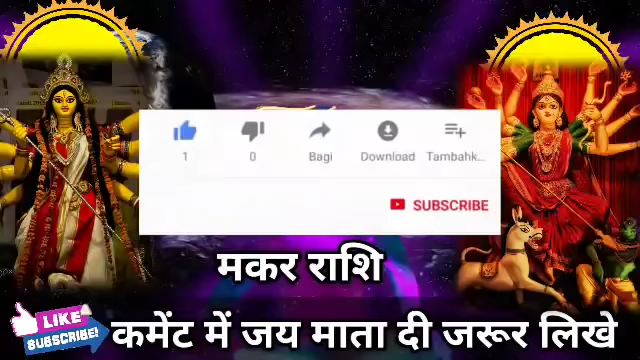 1 0 Bagi Download Tambahk...
SUBSCRIBE
मकर राशि
LIKE
SUBSCRIBE!
कमेंट में जय माता दी जरूर लिखे